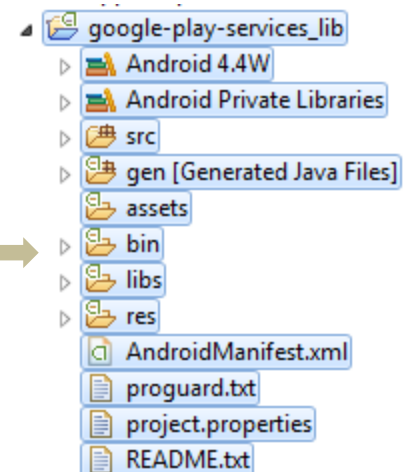 google-play-services_lib
Android 4.4W
Android Private Libraries
src
gen [Generated Java Files]
assets
bin
libs
res
AndroidManifest.xml
proguard.txt
project.properties
README.txt